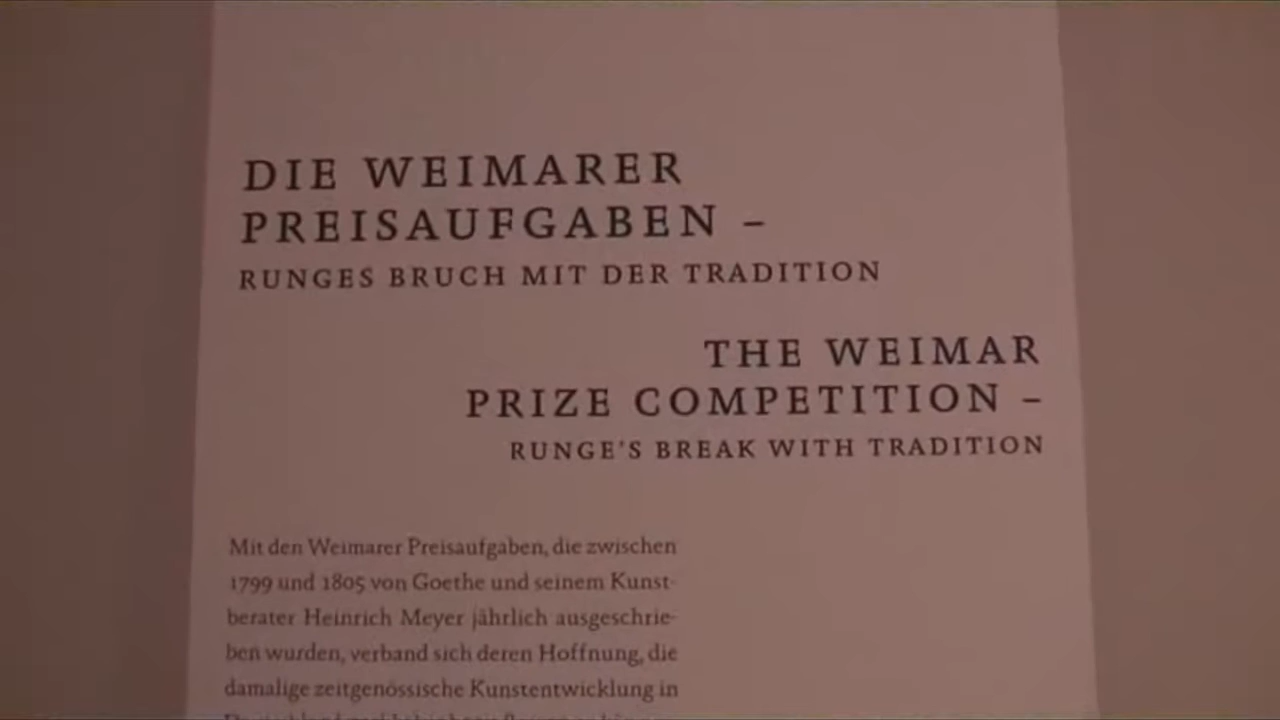 DIE WEIMARER
PREISAUFGABEN –
RUNGES BRUCH MIT DER TRADITION
THE WEIMAR
PRIZE COMPETITION –
RUNGE'S BREAK WITH TRADITION
Mit den Weimarer Preisaufgaben, die zwischen
1799 und 1805 von Goethe und seinem Kunst-
berater Heinrich Meyer jährlich ausgeschrie-
ben wurden, verband sich deren Hoffnung, die
damalige zeitgenössische Kunstentwicklung in